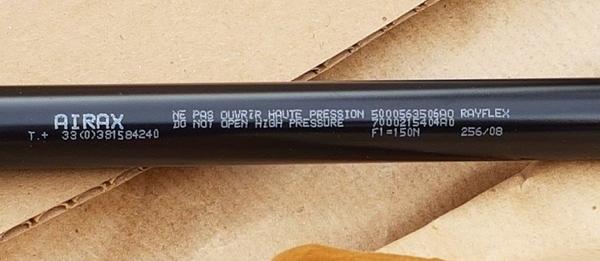 AIRAX
T.+ 33(0)381584240
NE PAS OUVRIR HAUTE PRESSION 5000563506A0 RAYFLEX
DO NOT OPEN HIGH PRESSURE 7000215404A0
F1=150N 256/08